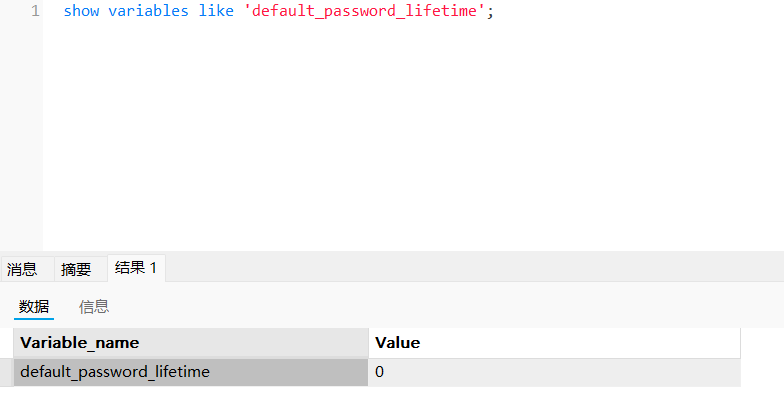 1 show variables like 'default_password_lifetime';
消息 摘要 结果 1
数据 信息
Variable_name Value
default_password_lifetime 0